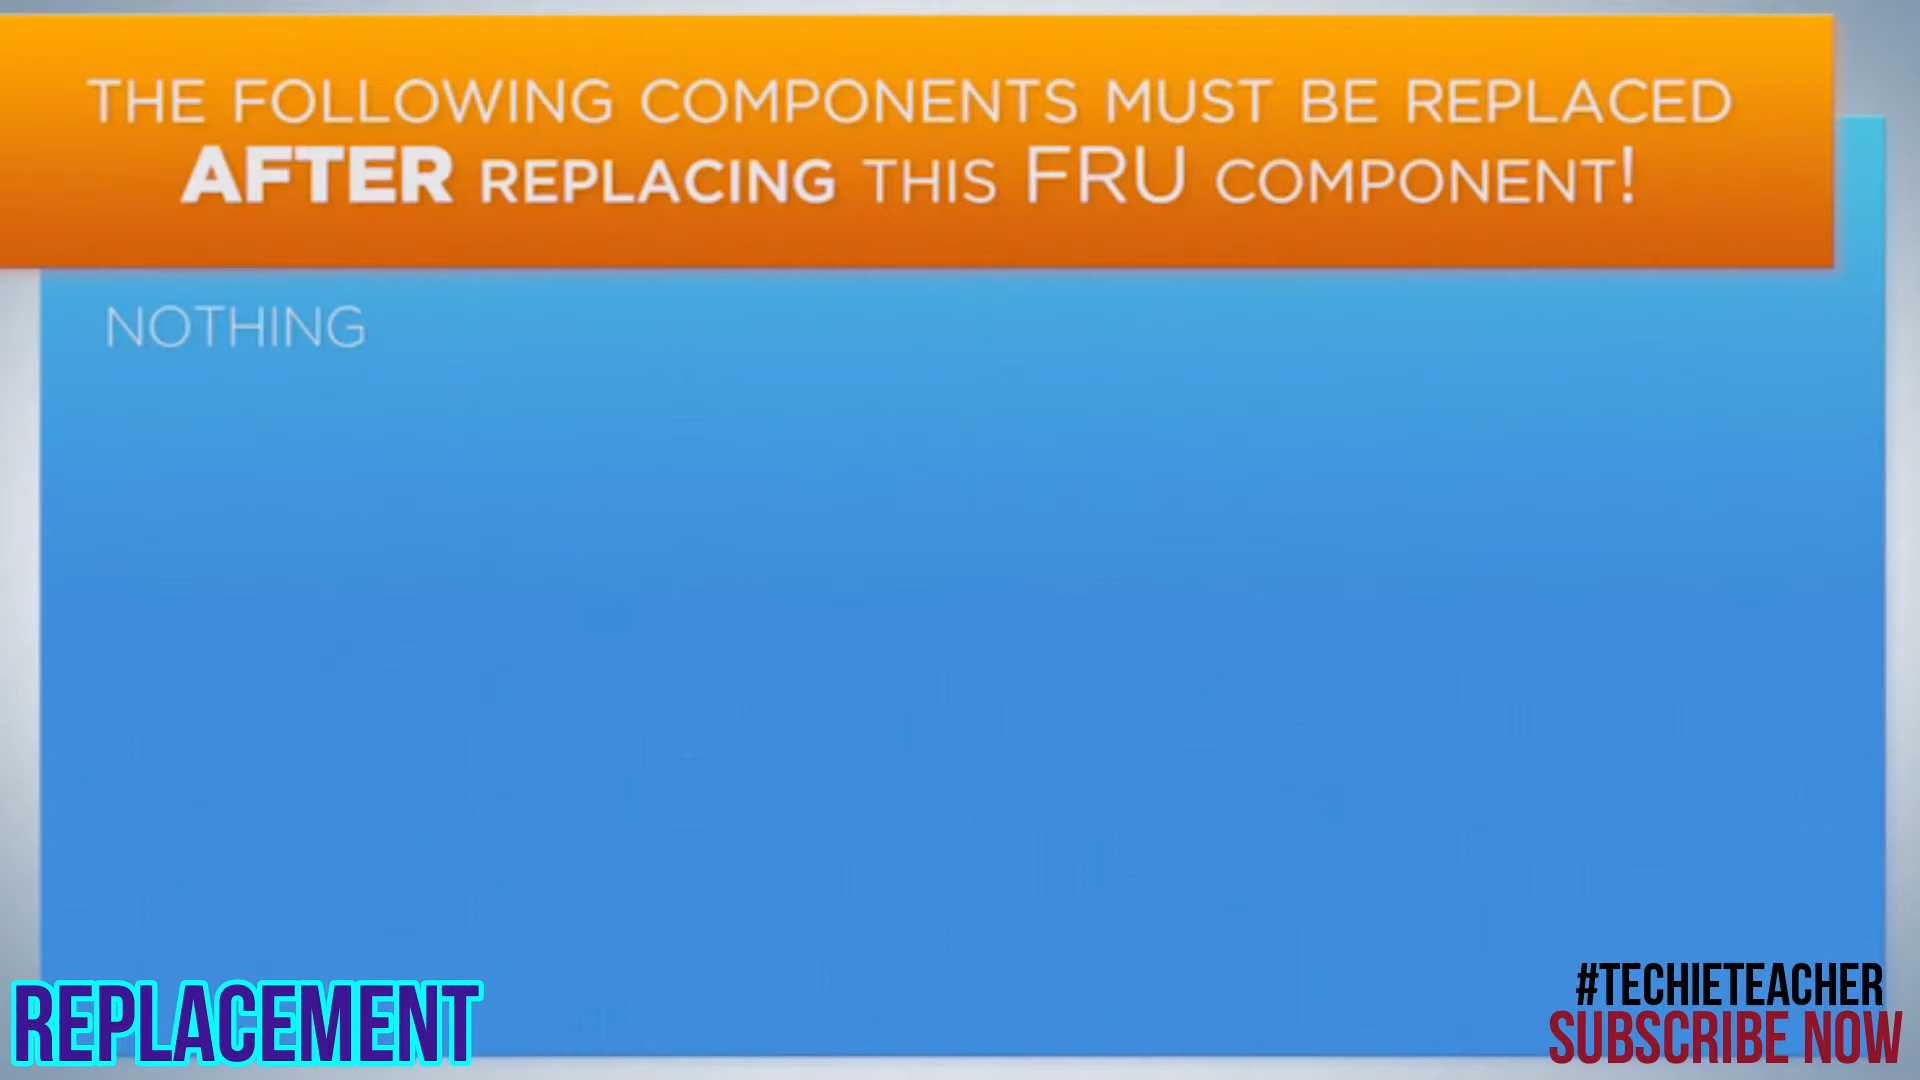 THE FOLLOWING COMPONENTS MUST BE REPLACED
AFTER REPLACING THIS FRU COMPONENT!
NOTHING
REPLACEMENT
#TECHIETEACHER
SUBSCRIBE NOW